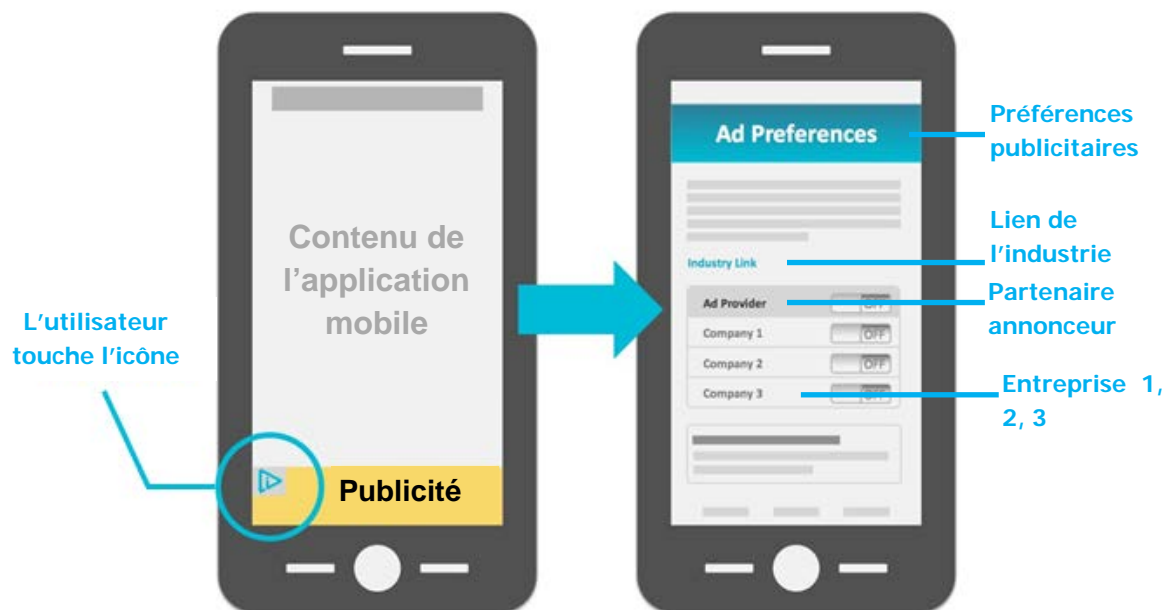 Contenu de
l’application
mobile
L’utilisateur
touche l’icône
i
Publicité
Ad Preferences
Industry Link
Ad Provider OFF
Company 1 OFF
Company 2 OFF
Company 3 OFF
Préférences
publicitaires
Lien de
l’industrie
Partenaire
annonceur
Entreprise 1,
2, 3